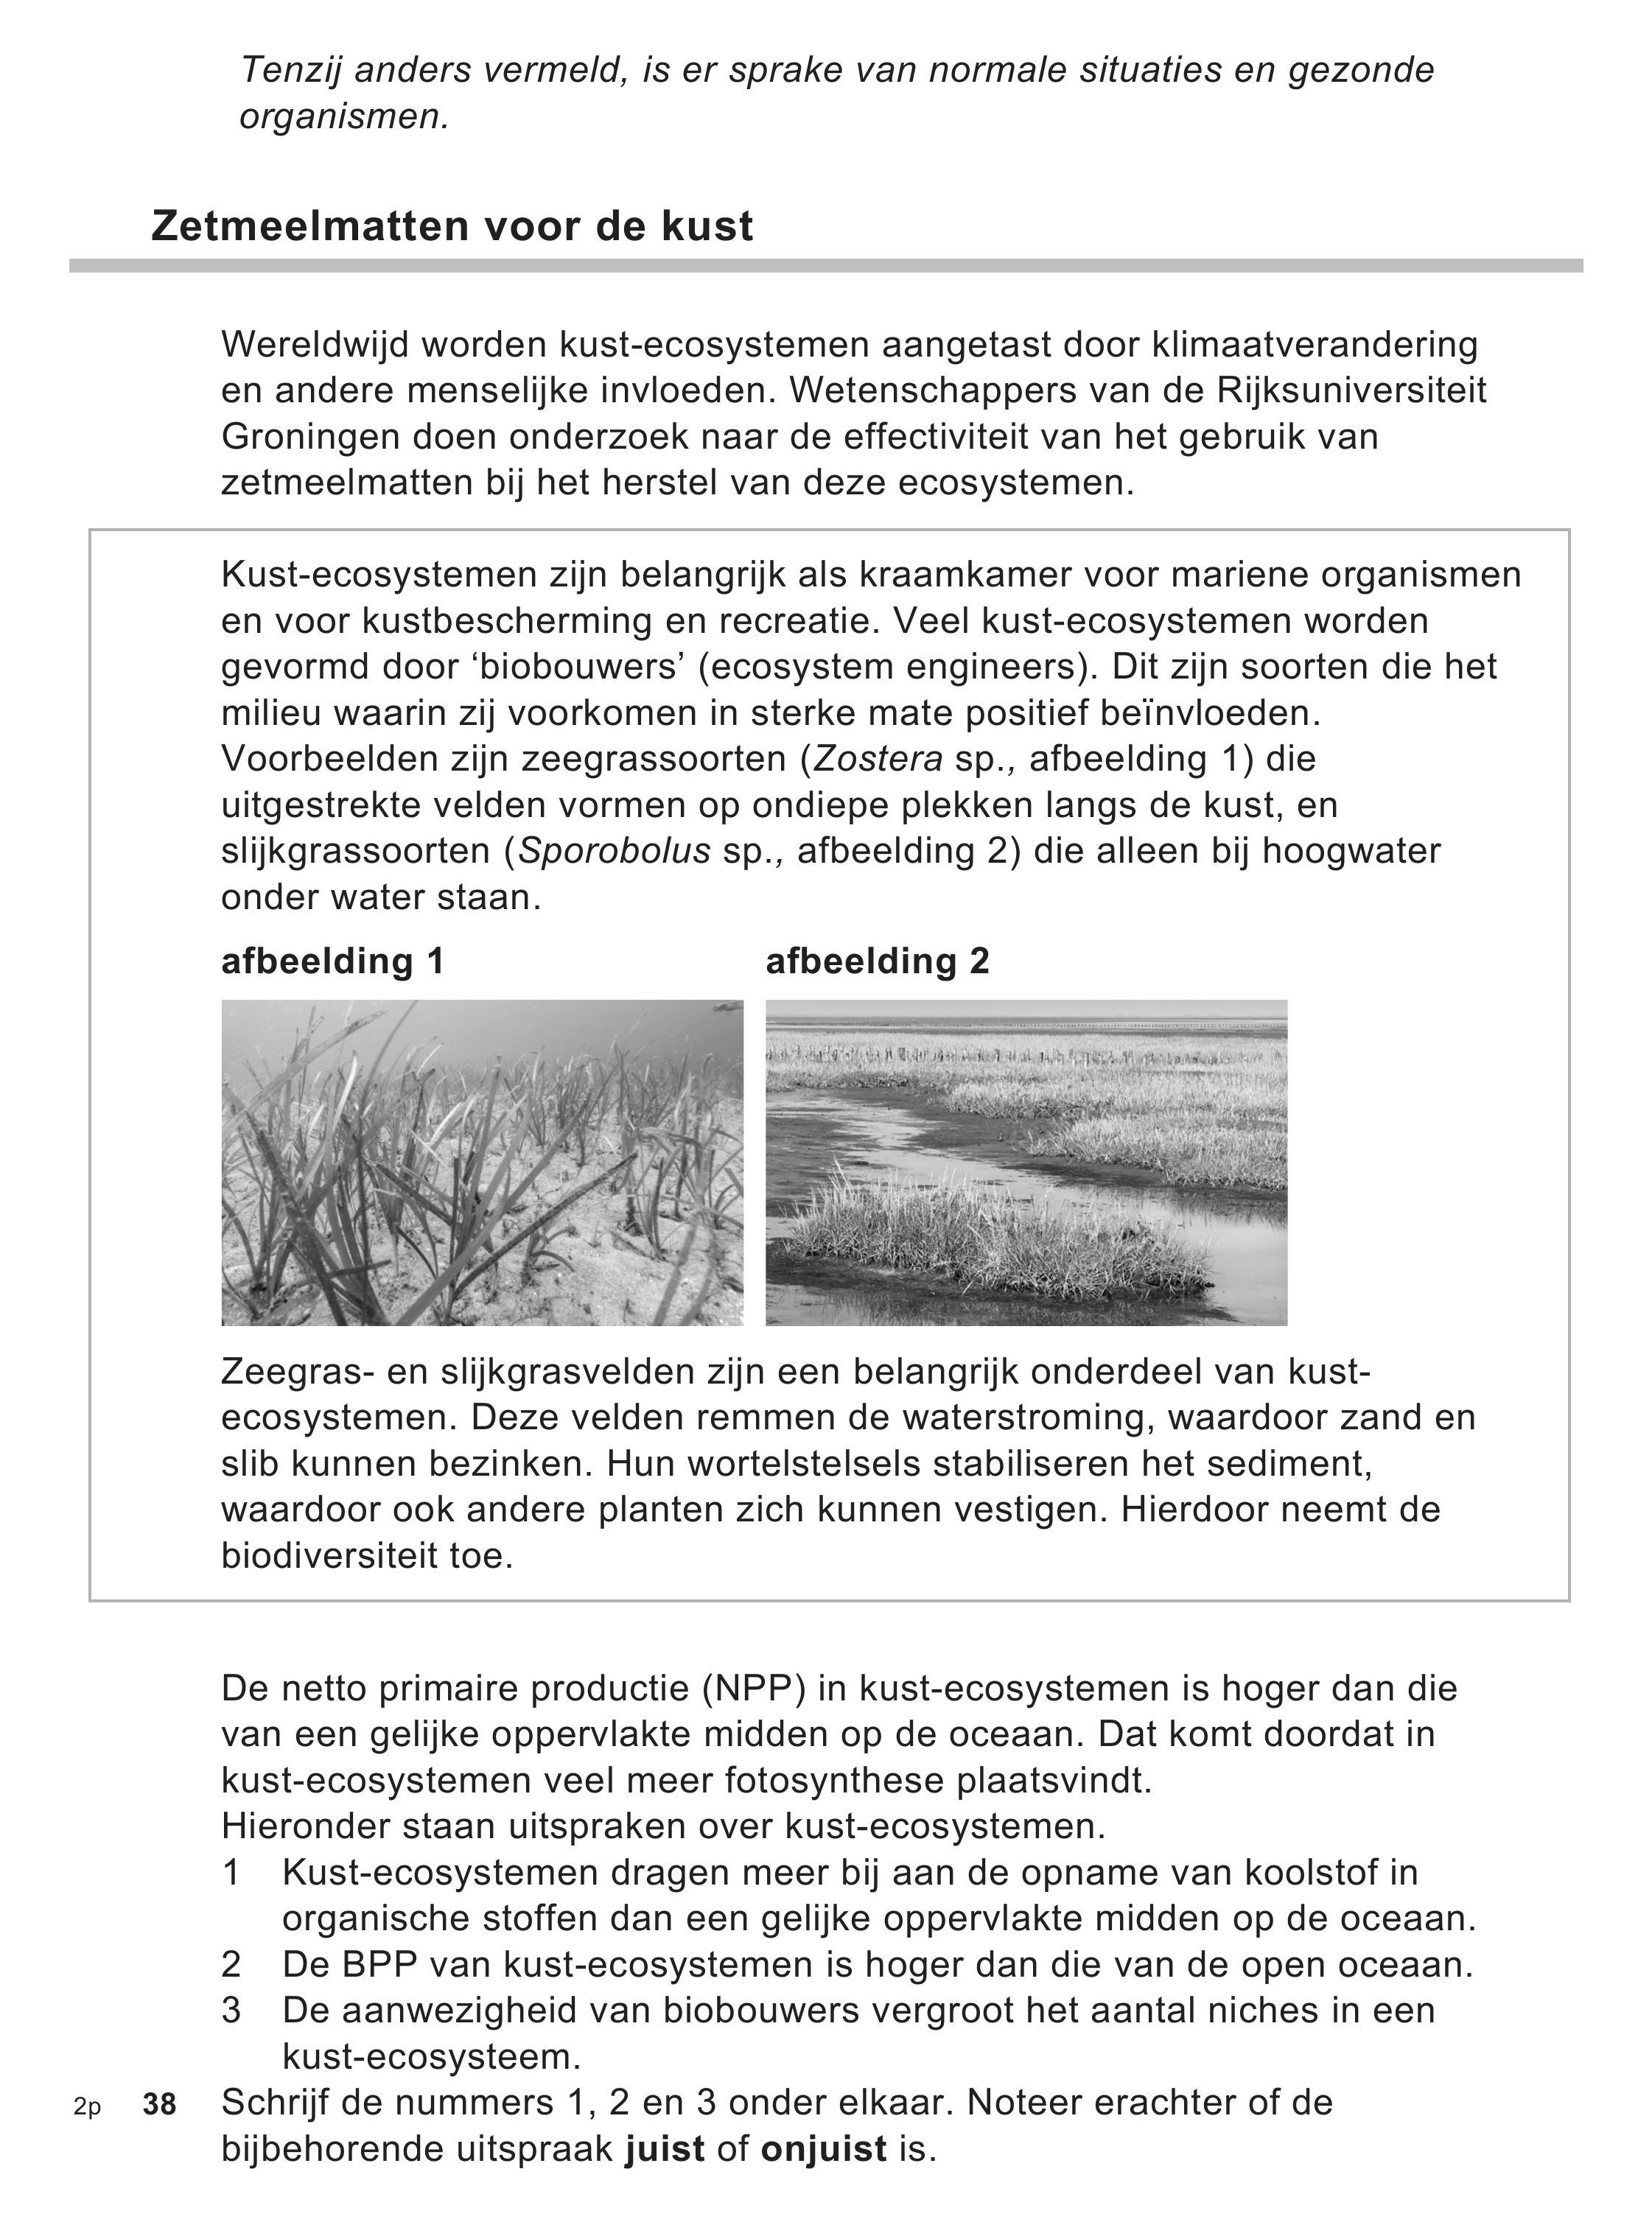 Tenzij anders vermeld, is er sprake van normale situaties en gezonde
organismen.
Zetmeelmatten voor de kust
Wereldwijd worden kust-ecosystemen aangetast door klimaatverandering
en andere menselijke invloeden. Wetenschappers van de Rijksuniversiteit
Groningen doen onderzoek naar de effectiviteit van het gebruik van
zetmeelmatten bij het herstel van deze ecosystemen.
Kust-ecosystemen zijn belangrijk als kraamkamer voor mariene organismen
en voor kustbescherming en recreatie. Veel kust-ecosystemen worden
gevormd door ‘biobouwers’ (ecosystem engineers). Dit zijn soorten die het
milieu waarin zij voorkomen in sterke mate positief beïnvloeden.
Voorbeelden zijn zeegrassoorten (Zostera sp., afbeelding 1) die
uitgestrekte velden vormen op ondiepe plekken langs de kust, en
slijkgrassoorten (Sporobolus sp., afbeelding 2) die alleen bij hoogwater
onder water staan.
afbeelding 1 afbeelding 2
Zeegras- en slijkgrasvelden zijn een belangrijk onderdeel van kust-
ecosystemen. Deze velden remmen de waterstroming, waardoor zand en
slib kunnen bezinken. Hun wortelstelsels stabiliseren het sediment,
waardoor ook andere planten zich kunnen vestigen. Hierdoor neemt de
biodiversiteit toe.
De netto primaire productie (NPP) in kust-ecosystemen is hoger dan die
van een gelijke oppervlakte midden op de oceaan. Dat komt doordat in
kust-ecosystemen veel meer fotosynthese plaatsvindt.
Hieronder staan uitspraken over kust-ecosystemen.
1 Kust-ecosystemen dragen meer bij aan de opname van koolstof in
organische stoffen dan een gelijke oppervlakte midden op de oceaan.
2 De BPP van kust-ecosystemen is hoger dan die van de open oceaan.
3 De aanwezigheid van biobouwers vergroot het aantal niches in een
kust-ecosysteem.
2p 38 Schrijf de nummers 1, 2 en 3 onder elkaar. Noteer erachter of de
bijbehorende uitspraak juist of onjuist is.